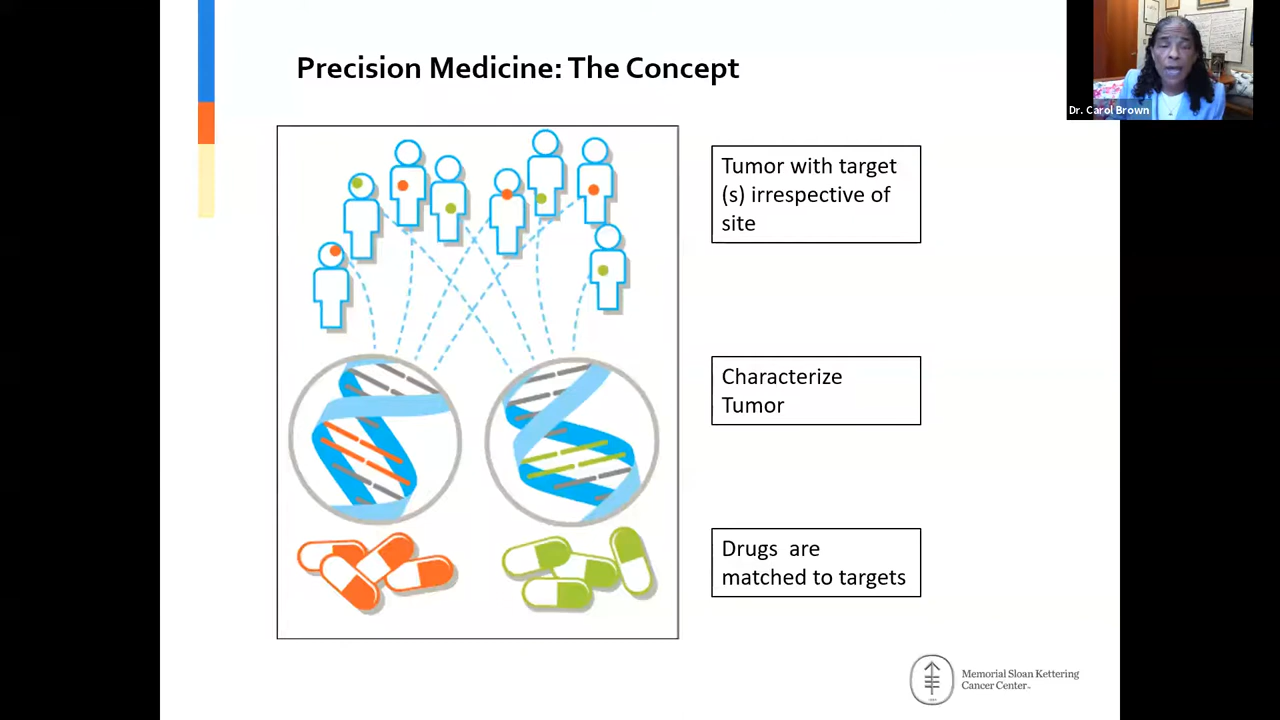 Precision Medicine: The Concept
Dr. Carol Brown
Tumor with target
(s) irrespective of
site
Characterize
Tumor
Drugs are
matched to targets
Memorial Sloan Kettering
Cancer Center